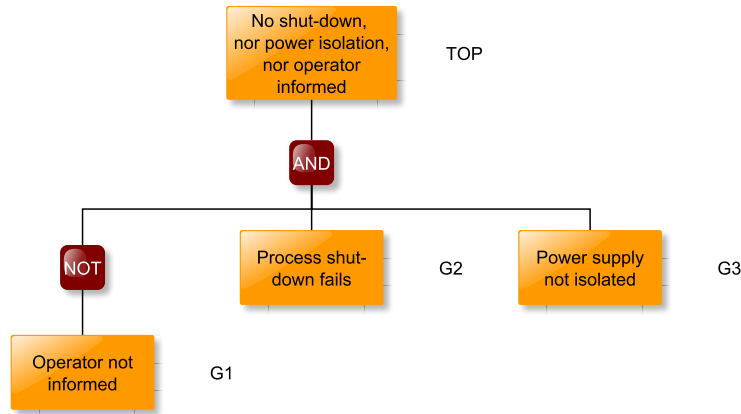 No shut-down,
nor power isolation,
nor operator
informed
TOP
AND
NOT
Process shut-
down fails
G2
Power supply
not isolated
G3
Operator not
informed
G1